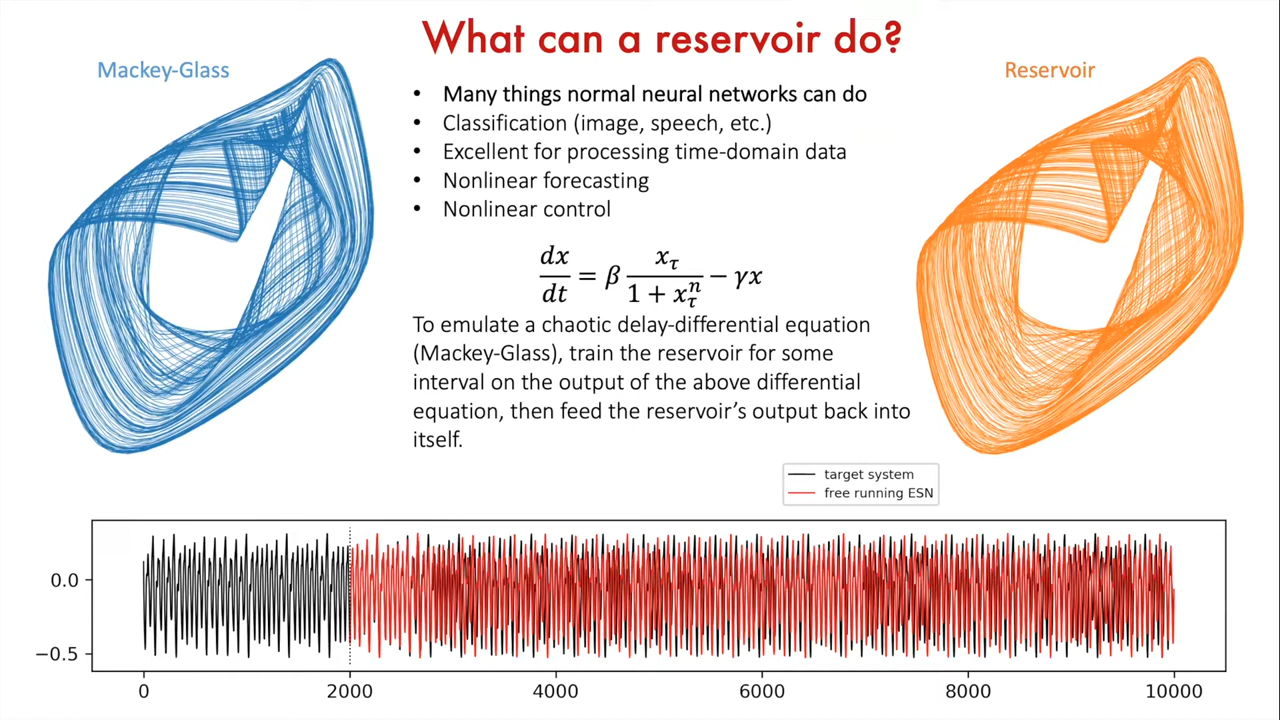 What can a reservoir do?
Mackey-Glass
Reservoir
• Many things normal neural networks can do
• Classification (image, speech, etc.)
• Excellent for processing time-domain data
• Nonlinear forecasting
• Nonlinear control
dx/dt = β x_τ/(1 + x_τ^n) − γx
To emulate a chaotic delay-differential equation
(Mackey-Glass), train the reservoir for some
interval on the output of the above differential
equation, then feed the reservoir’s output back into
itself.
target system
free running ESN
0.0
−0.5
0 2000 4000 6000 8000 10000